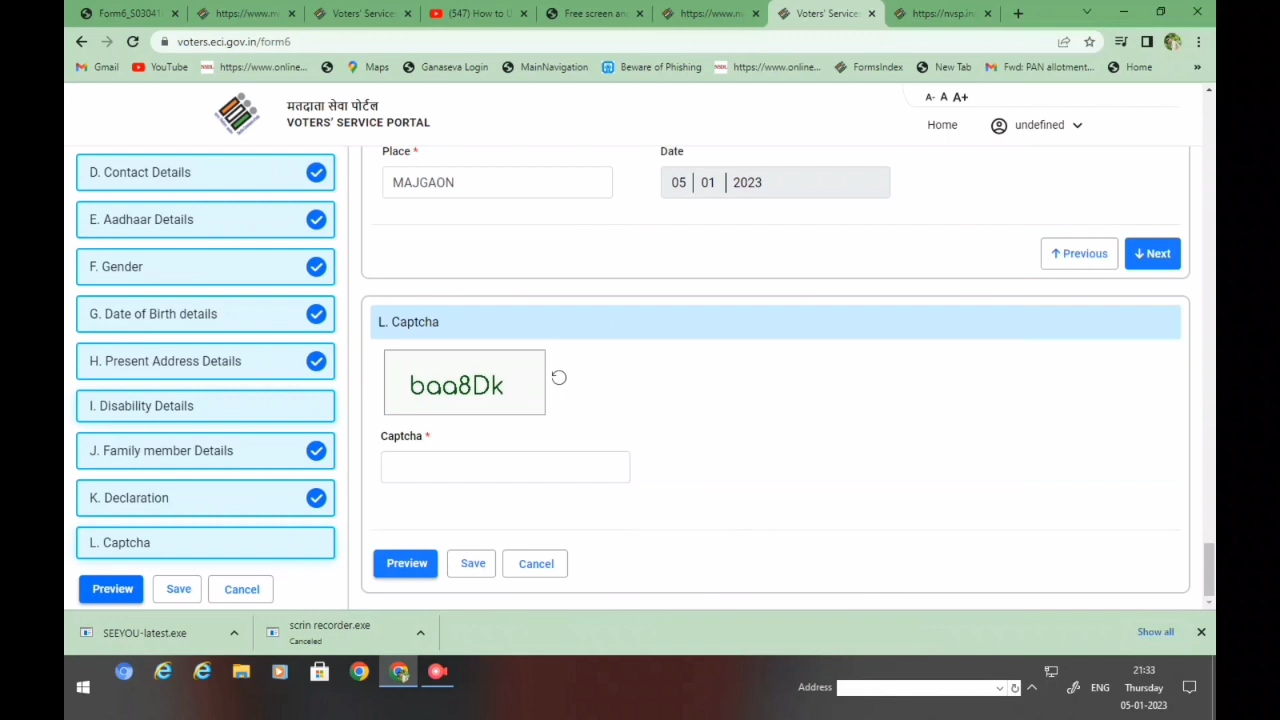 Form6_S0304
https://www.m
Voters' Service
(547) How to U
Free screen an
https://www.n
Voters' Service
https://nvsp.in
voters.eci.gov.in/form6
Gmail
YouTube
https://www.online...
Maps
Ganaseva Login
MainNavigation
Beware of Phishing
https://www.online...
FormsIndex
New Tab
Fwd: PAN allotment...
Home
»
मतदाता सेवा पोर्टल
VOTERS' SERVICE PORTAL
A- A A+
Home
undefined
D. Contact Details
E. Aadhaar Details
F. Gender
G. Date of Birth details
H. Present Address Details
I. Disability Details
J. Family member Details
K. Declaration
L. Captcha
Preview Save Cancel
Place * Date
MAJGAON 05 01 2023
Previous Next
L. Captcha
baa8Dk
Captcha *
Preview Save Cancel
SEEYOU-latest.exe
scrin recorder.exe
Canceled
Show all
Address
ENG
21:33
Thursday
05-01-2023